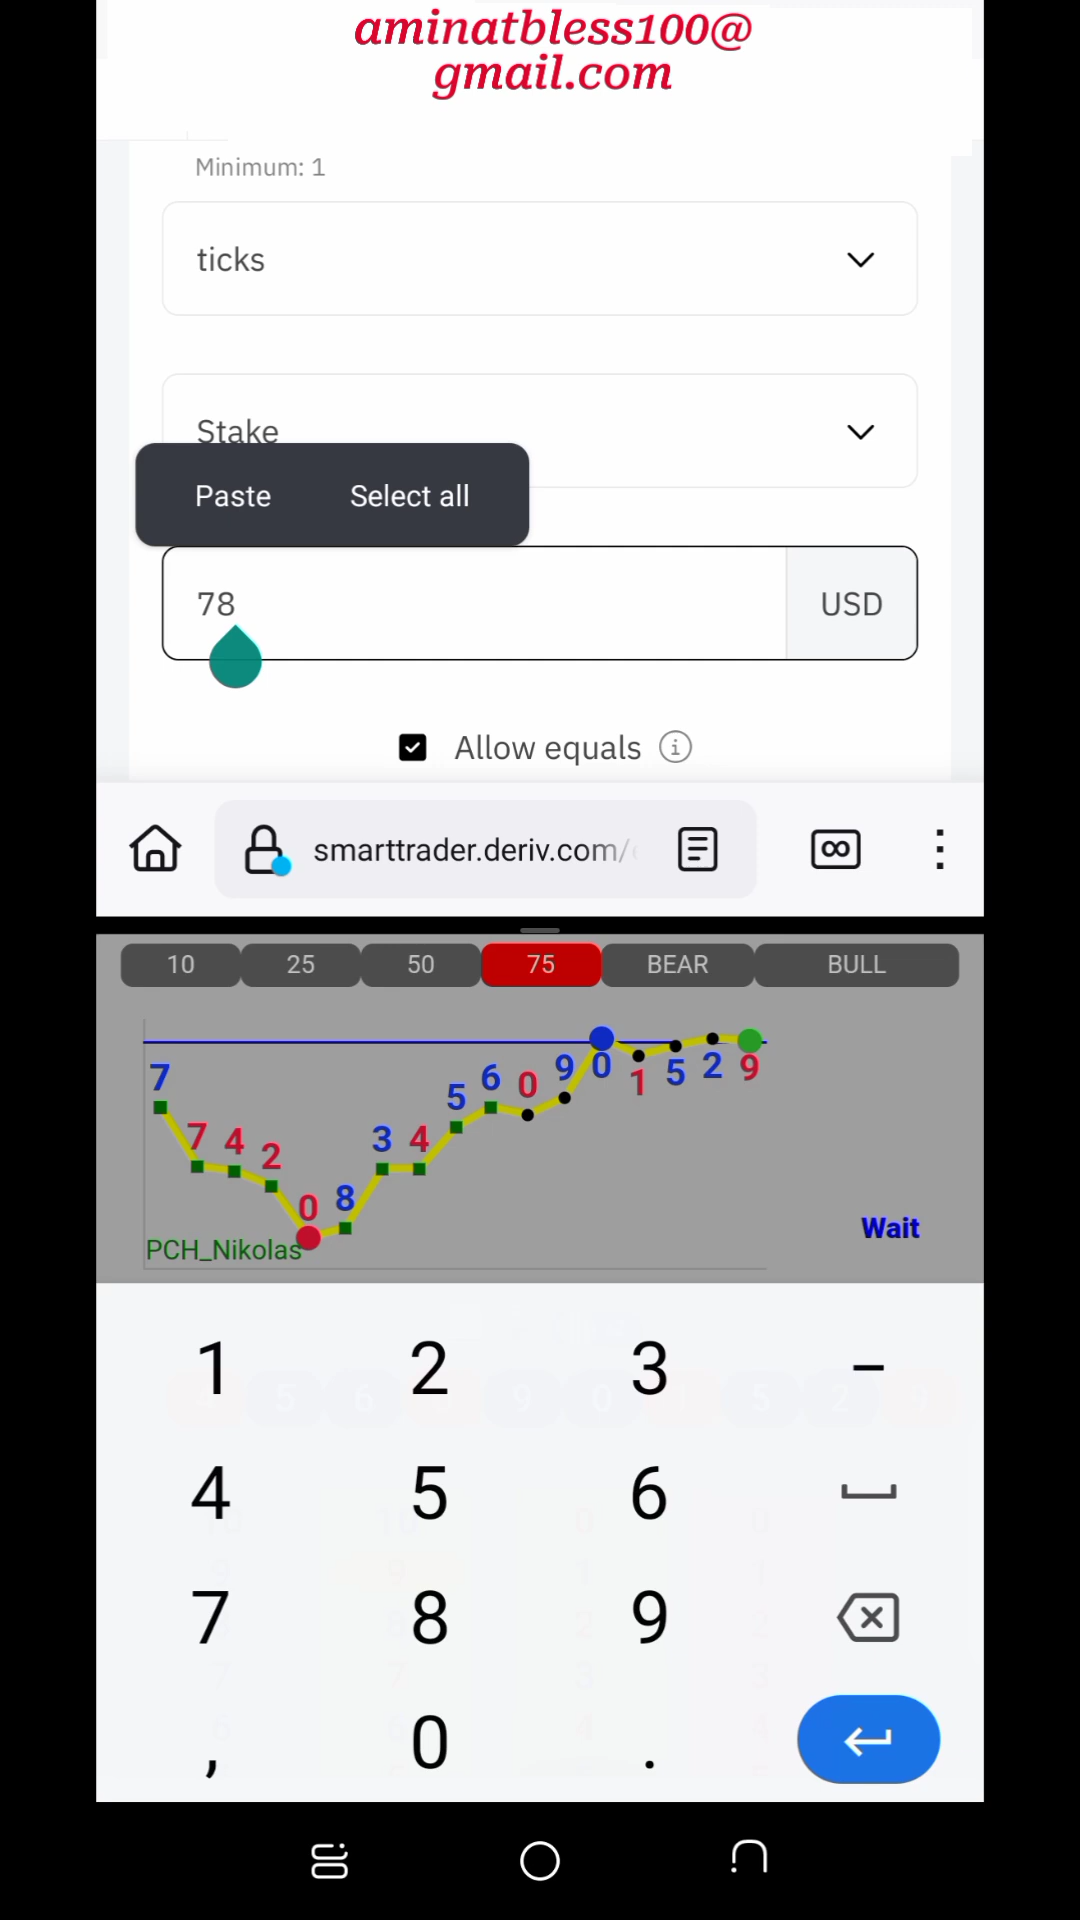 aminatbless100@
gmail.com
Minimum: 1
ticks
Stake
Paste Select all
78 USD
Allow equals
smarttrader.deriv.com/
10 25 50 75 BEAR BULL
7 7 4 2 0 8 3 4 5 6 0 9 0 1 5 2 9
PCH_Nikolas
Wait
1 2 3 -
4 5 6
7 8 9
, 0 .